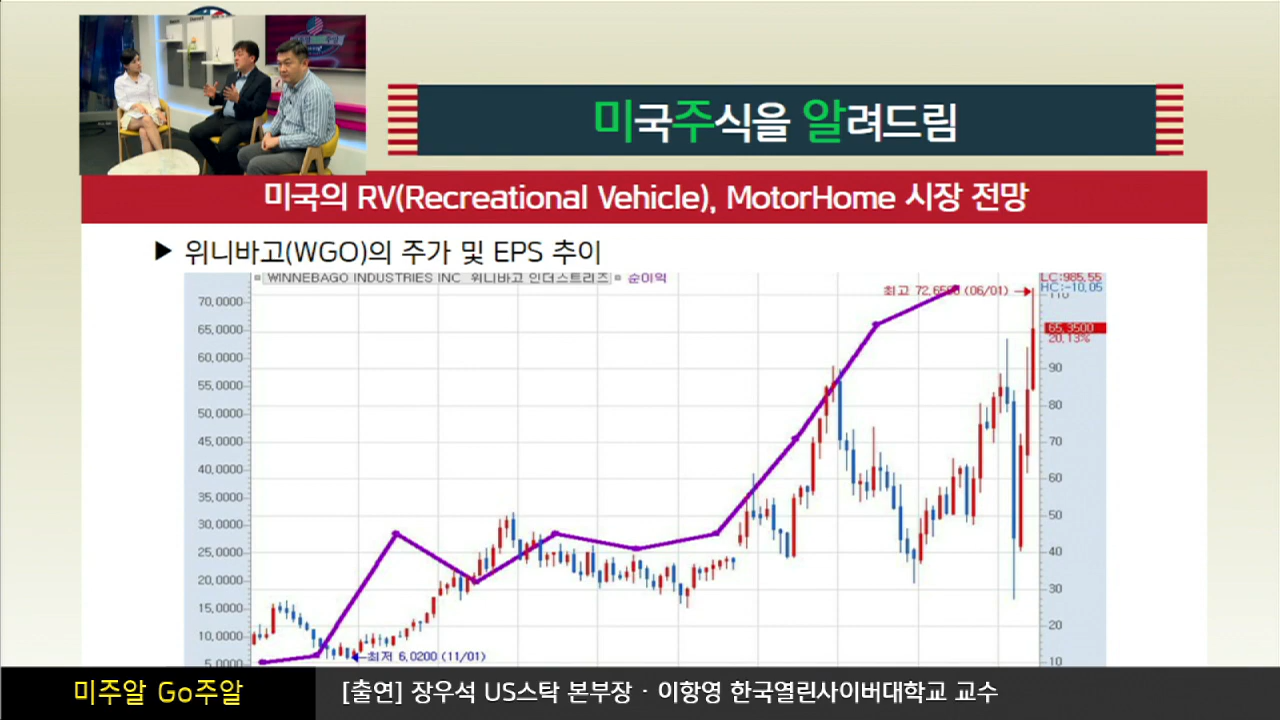 미국주식을 알려드림
미국의 RV(Recreational Vehicle), MotorHome 시장 전망
▶ 위니바고(WGO)의 주가 및 EPS 추이
WINNEBAGO INDUSTRIES INC 위니바고 인더스트리즈 순이익
LC:985.55
HC:-10.05
최고 72.6500 (06/01)
70.0000
65.0000
60.0000
55.0000
50.0000
45.0000
40.0000
35.0000
30.0000
25.0000
20.0000
15.0000
10.0000
5.0000
최저 6.0200 (11/01)
110
65.3500
20.13%
90
80
70
60
50
40
30
20
10
미주알 Go주알
[출연] 장우석 US스탁 본부장 · 이항영 한국열린사이버대학교 교수